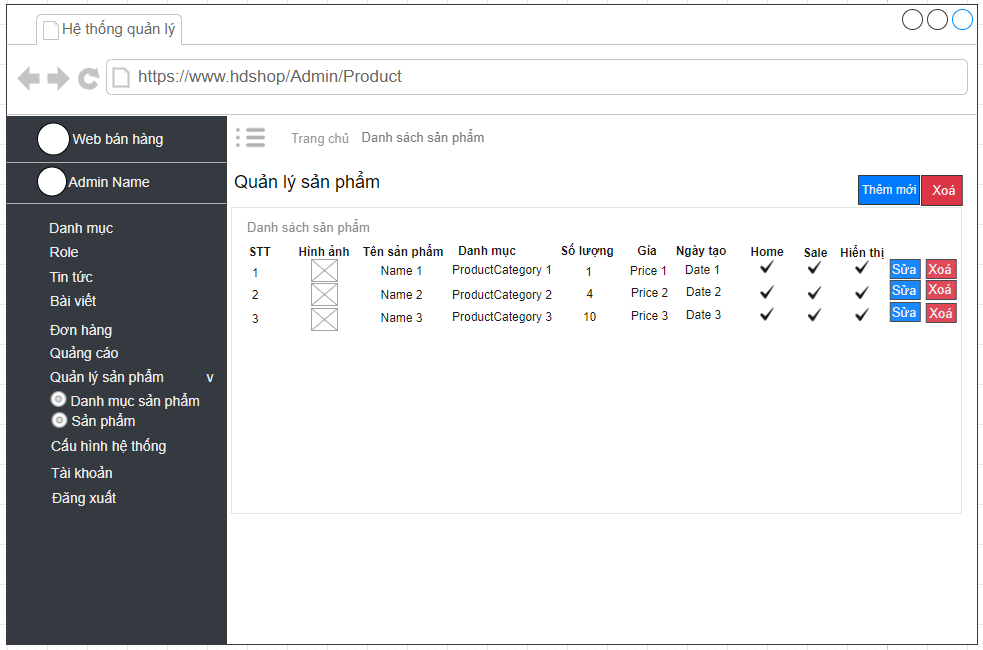 Hệ thống quản lý
https://www.hdshop/Admin/Product
Web bán hàng
Trang chủ Danh sách sản phẩm
Admin Name
Quản lý sản phẩm
Thêm mới Xoá
Danh mục
Role
Tin tức
Bài viết
Đơn hàng
Quảng cáo
Quản lý sản phẩm v
Danh mục sản phẩm
Sản phẩm
Cấu hình hệ thống
Tài khoản
Đăng xuất
Danh sách sản phẩm
STT Hình ảnh Tên sản phẩm Danh mục Số lượng Gía Ngày tạo Home Sale Hiển thị
1 Name 1 ProductCategory 1 1 Price 1 Date 1 Sửa Xoá
2 Name 2 ProductCategory 2 4 Price 2 Date 2 Sửa Xoá
3 Name 3 ProductCategory 3 10 Price 3 Date 3 Sửa Xoá